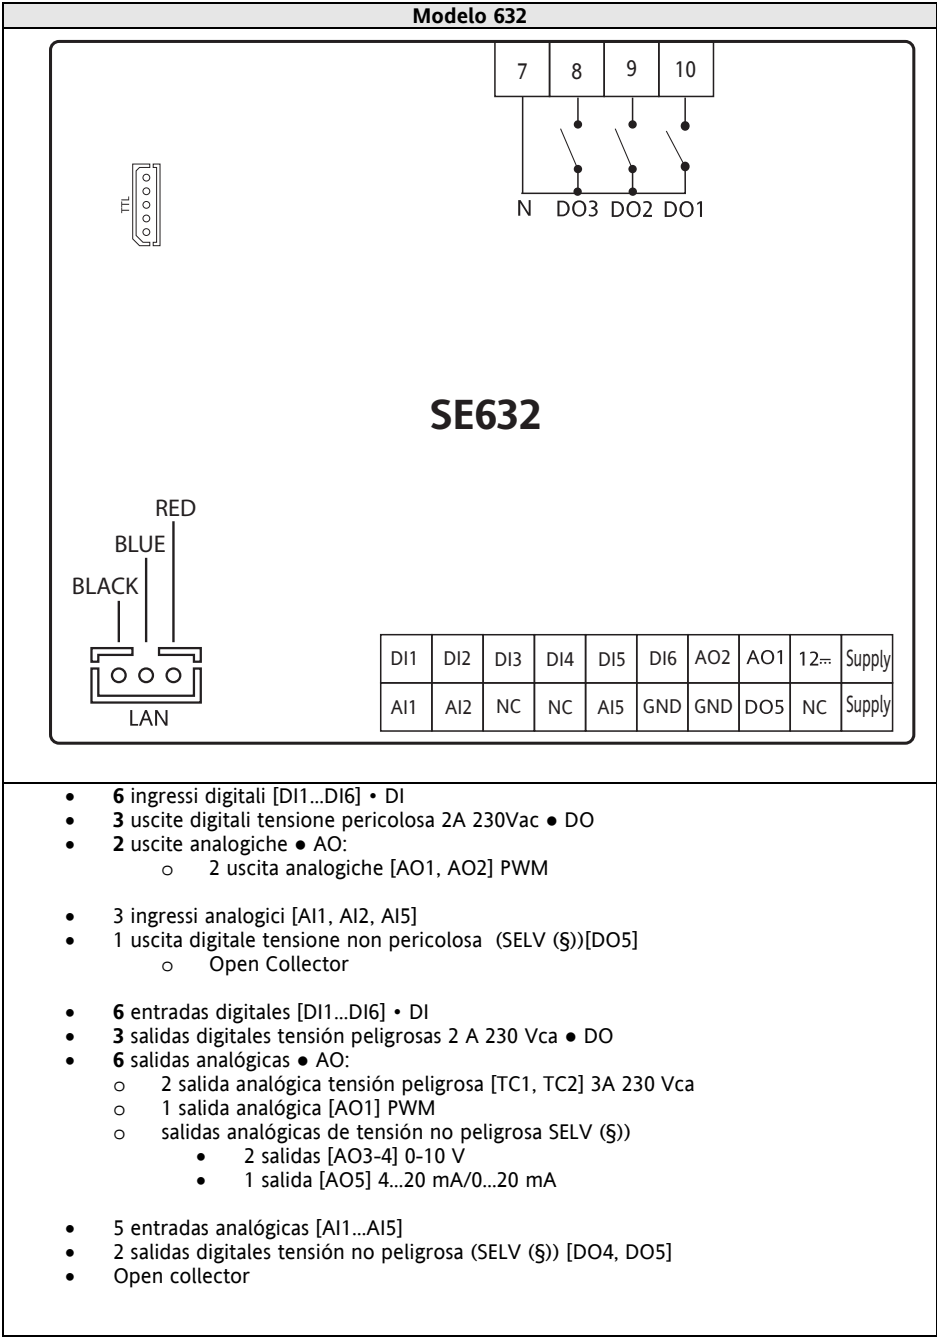 Modelo 632
7 8 9 10
N DO3 DO2 DO1
TTL
SE632
RED
BLUE
BLACK
LAN
DI1 DI2 DI3 DI4 DI5 DI6 AO2 AO1 12⎓ Supply
AI1 AI2 NC NC AI5 GND GND DO5 NC Supply
• 6 ingressi digitali [DI1...DI6] • DI
• 3 uscite digitali tensione pericolosa 2A 230Vac ● DO
• 2 uscite analogiche ● AO:
o 2 uscita analogiche [AO1, AO2] PWM
• 3 ingressi analogici [AI1, AI2, AI5]
• 1 uscita digitale tensione non pericolosa (SELV (§))[DO5]
o Open Collector
• 6 entradas digitales [DI1...DI6] • DI
• 3 salidas digitales tensión peligrosas 2 A 230 Vca ● DO
• 6 salidas analógicas ● AO:
o 2 salida analógica tensión peligrosa [TC1, TC2] 3A 230 Vca
o 1 salida analógica [AO1] PWM
o salidas analógicas de tensión no peligrosa SELV (§))
• 2 salidas [AO3-4] 0-10 V
• 1 salida [AO5] 4...20 mA/0...20 mA
• 5 entradas analógicas [AI1...AI5]
• 2 salidas digitales tensión no peligrosa (SELV (§)) [DO4, DO5]
• Open collector